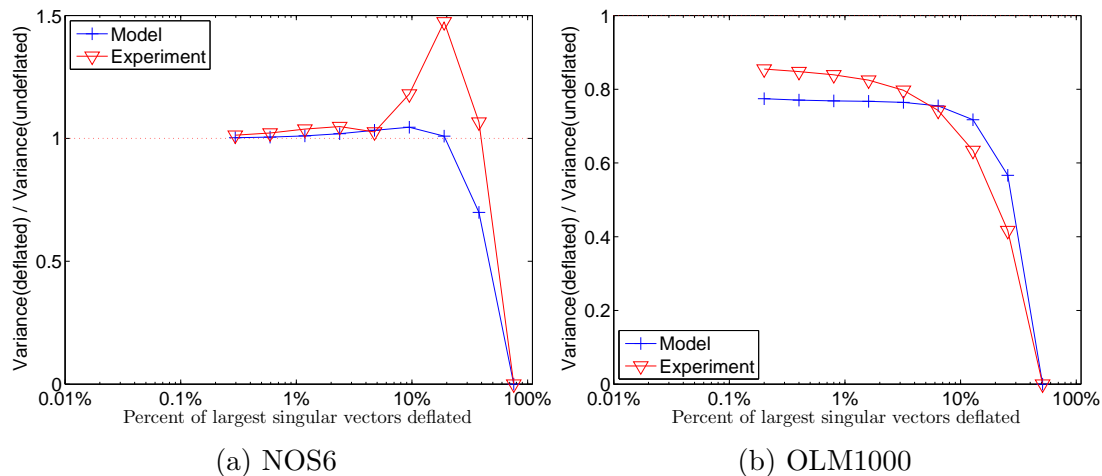 1.5
1
0.5
0
Variance(deflated) / Variance(undeflated)
Model
Experiment
0.01% 0.1% 1% 10% 100%
Percent of largest singular vectors deflated
(a) NOS6
1
0.8
0.6
0.4
0.2
0
Variance(deflated) / Variance(undeflated)
Model
Experiment
0.01% 0.1% 1% 10% 100%
Percent of largest singular vectors deflated
(b) OLM1000